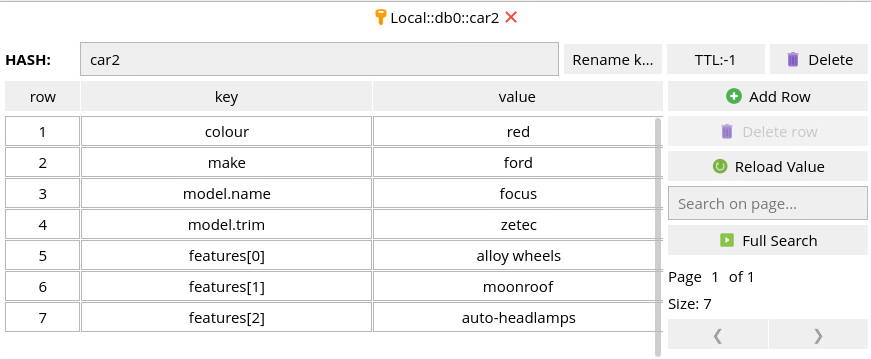 Local::db0::car2
HASH: car2 Rename k... TTL:-1 Delete
row key value Add Row
1 colour red Delete row
2 make ford Reload Value
3 model.name focus Search on page...
4 model.trim zetec Full Search
5 features[0] alloy wheels
6 features[1] moonroof Page 1 of 1
7 features[2] auto-headlamps Size: 7